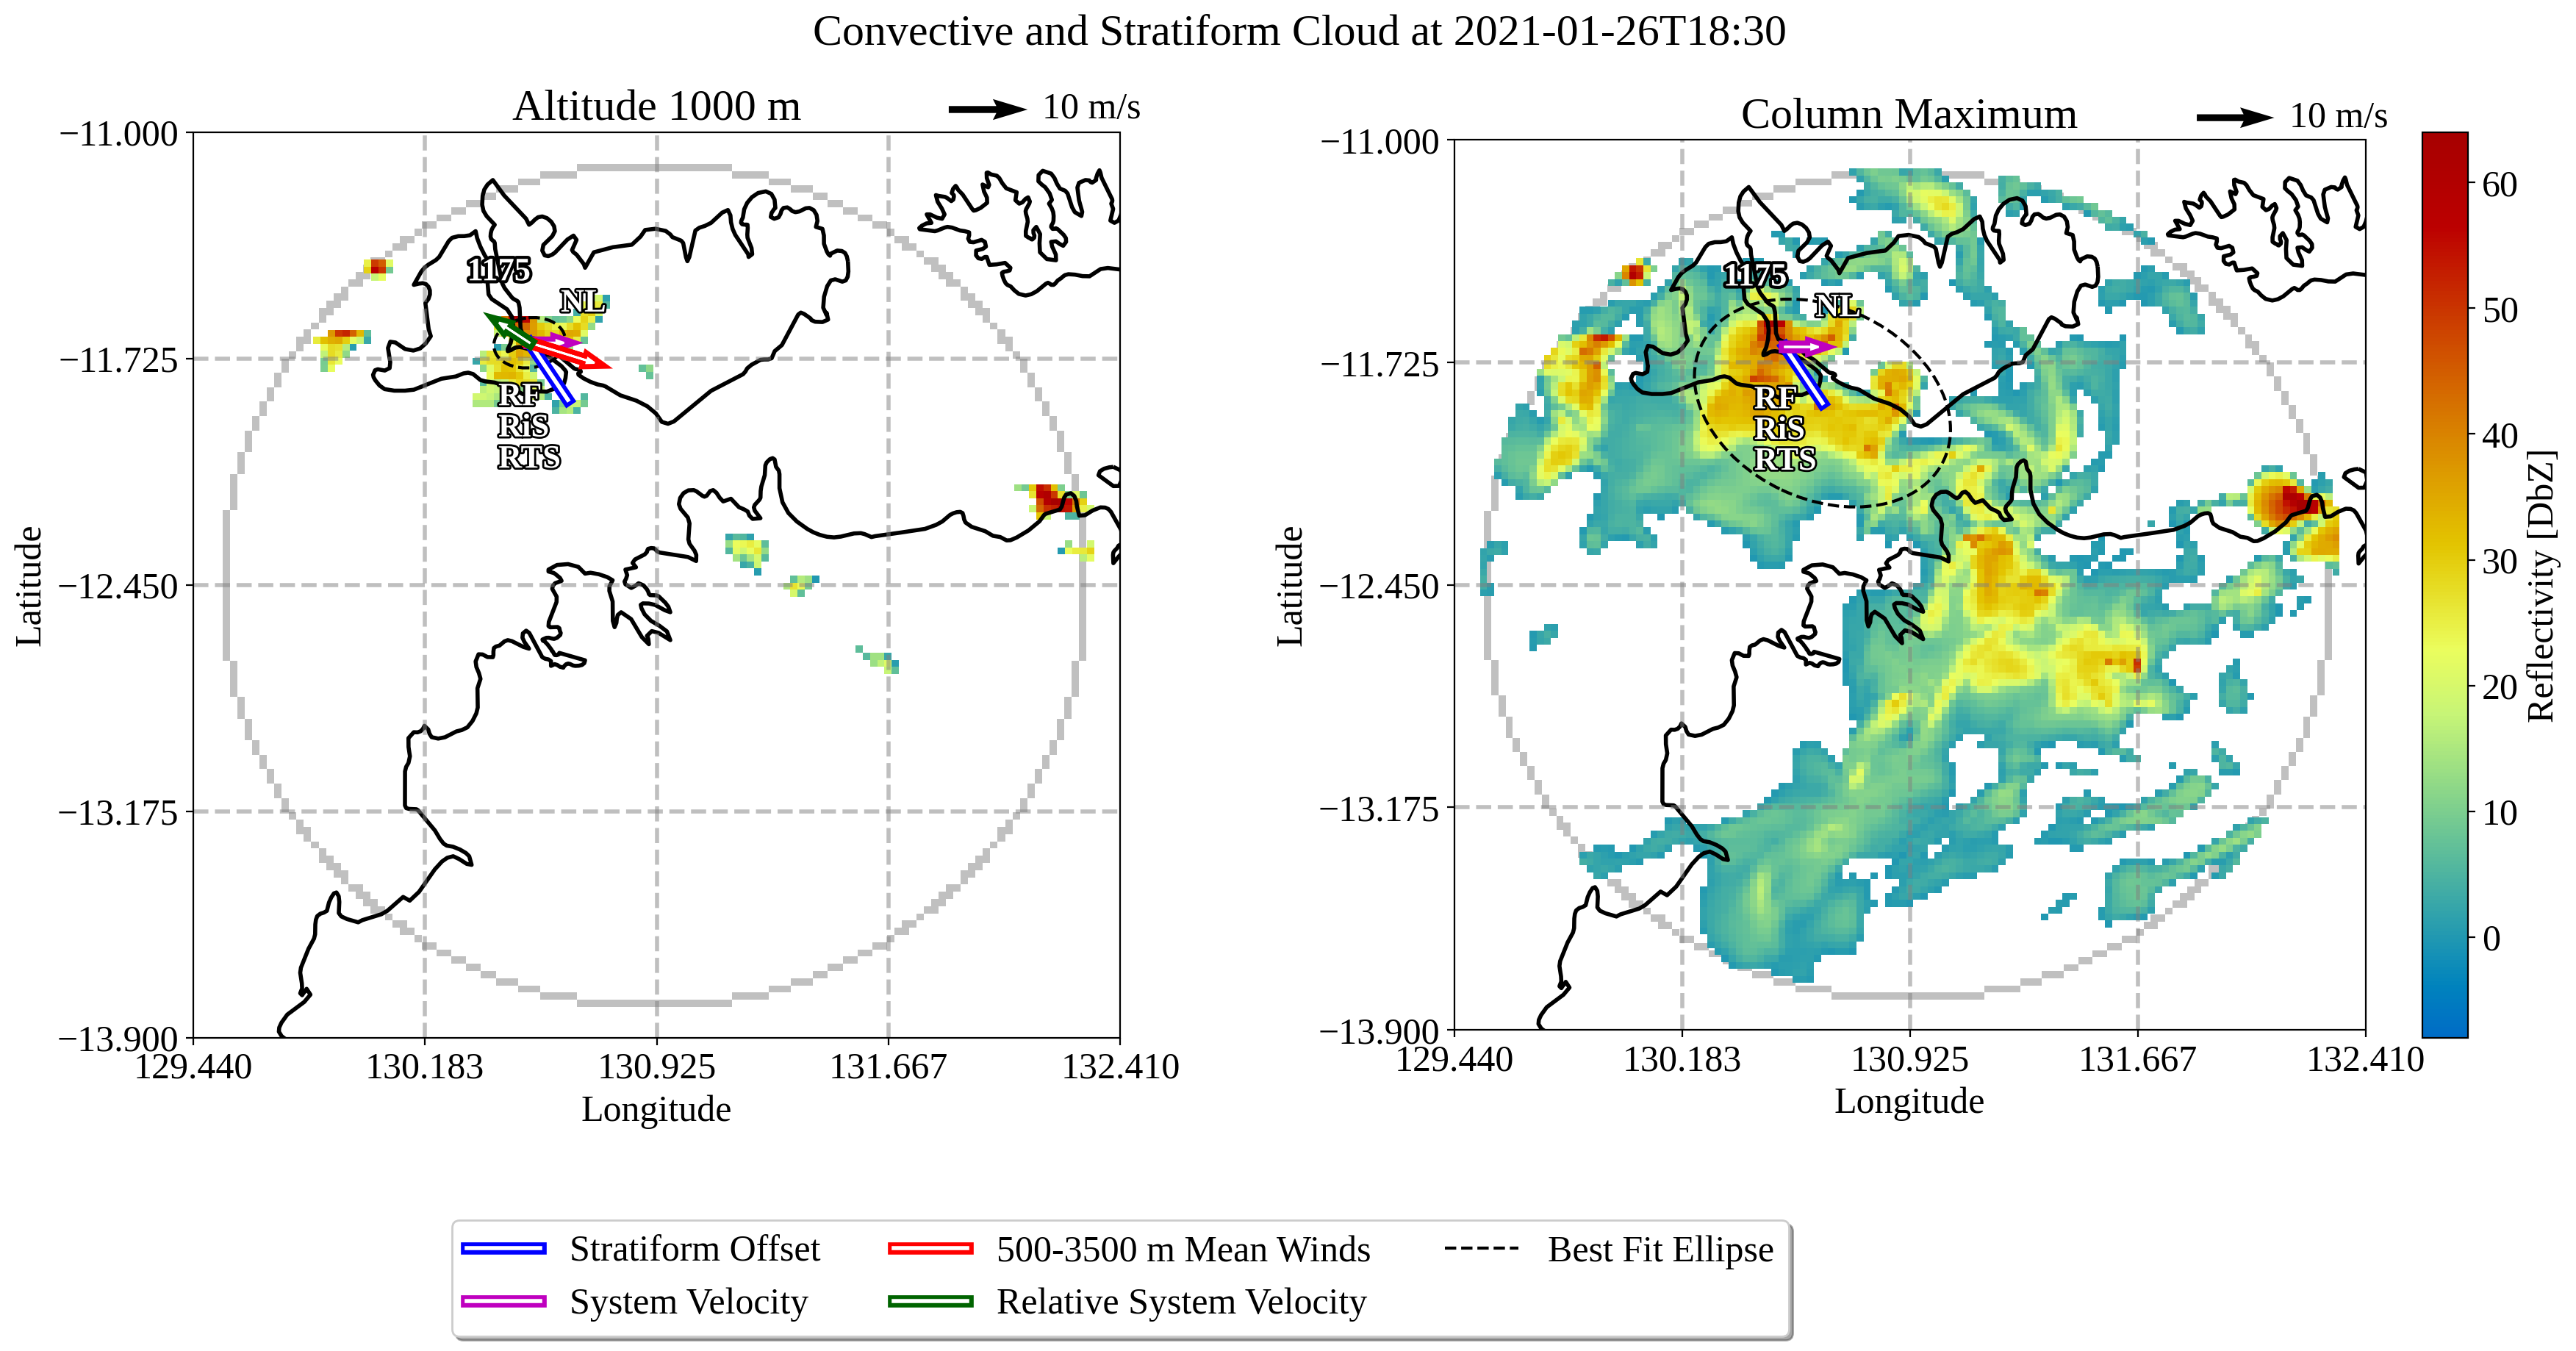 Convective and Stratiform Cloud at 2021-01-26T18:30
Altitude 1000 m
10 m/s
−11.000
−11.725
−12.450
−13.175
−13.900
Latitude
1175
NL
RF
RiS
RTS
129.440
130.183
130.925
131.667
132.410
Longitude
Column Maximum
10 m/s
−11.000
−11.725
−12.450
−13.175
−13.900
Latitude
1175
NL
RF
RiS
RTS
129.440
130.183
130.925
131.667
132.410
Longitude
60
50
40
30
20
10
0
Reflectivity [DbZ]
Stratiform Offset
500-3500 m Mean Winds
Best Fit Ellipse
System Velocity
Relative System Velocity